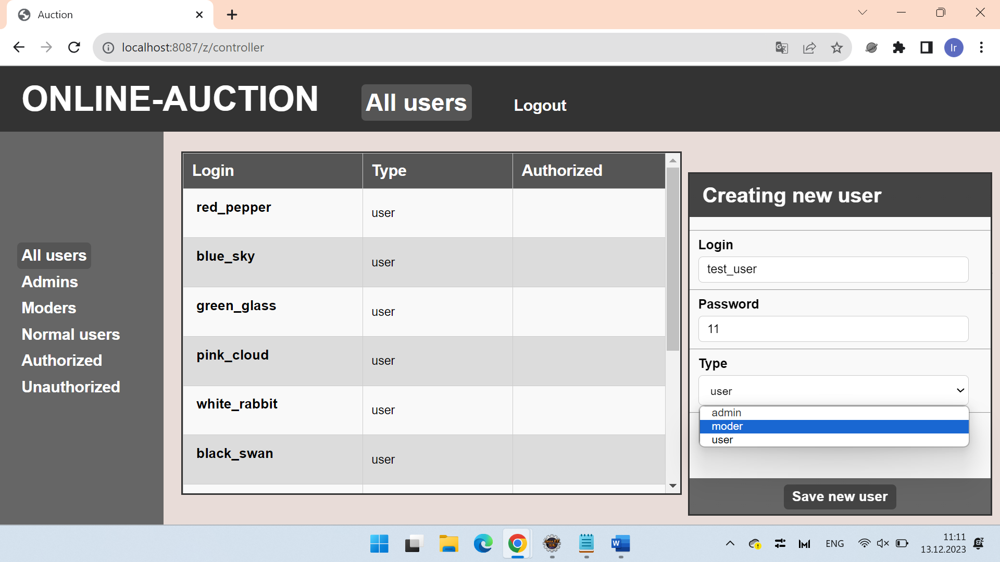 Auction
localhost:8087/z/controller
Ir
ONLINE-AUCTION
All users
Logout
All users
Admins
Moders
Normal users
Authorized
Unauthorized
Login Type Authorized
red_pepper user
blue_sky user
green_glass user
pink_cloud user
white_rabbit user
black_swan user
Creating new user
Login
test_user
Password
11
Type
user
admin
moder
user
Save new user
ENG
11:11
13.12.2023